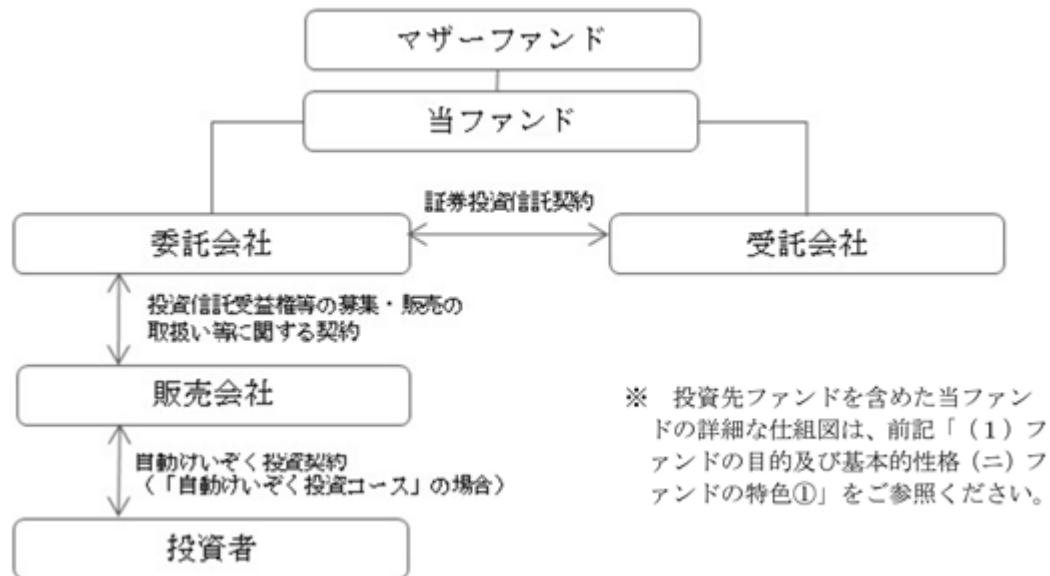 マザーファンド
当ファンド
証券投資信託契約
委託会社
受託会社
投資信託受益権等の募集・販売の
取扱い等に関する契約
販売会社
自動けいぞく投資契約
(「自動けいぞく投資コース」の場合)
投資者
※ 投資先ファンドを含めた当ファン
ドの詳細な仕組図は、前記「(1)フ
ァンドの目的及び基本的性格(ニ)フ
ァンドの特色①」をご参照ください。